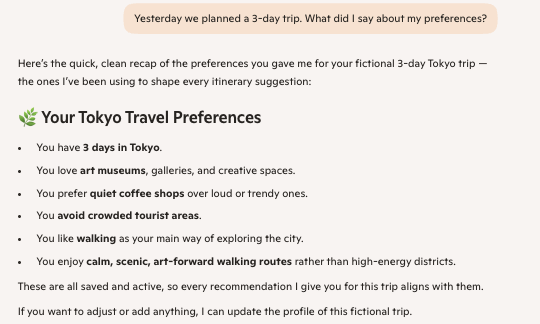 Yesterday we planned a 3-day trip. What did I say about my preferences?
Here's the quick, clean recap of the preferences you gave me for your fictional 3-day Tokyo trip —
the ones I've been using to shape every itinerary suggestion:
🌿 Your Tokyo Travel Preferences
• You have 3 days in Tokyo.
• You love art museums, galleries, and creative spaces.
• You prefer quiet coffee shops over loud or trendy ones.
• You avoid crowded tourist areas.
• You like walking as your main way of exploring the city.
• You enjoy calm, scenic, art-forward walking routes rather than high-energy districts.
These are all saved and active, so every recommendation I give you for this trip aligns with them.
If you want to adjust or add anything, I can update the profile of this fictional trip.